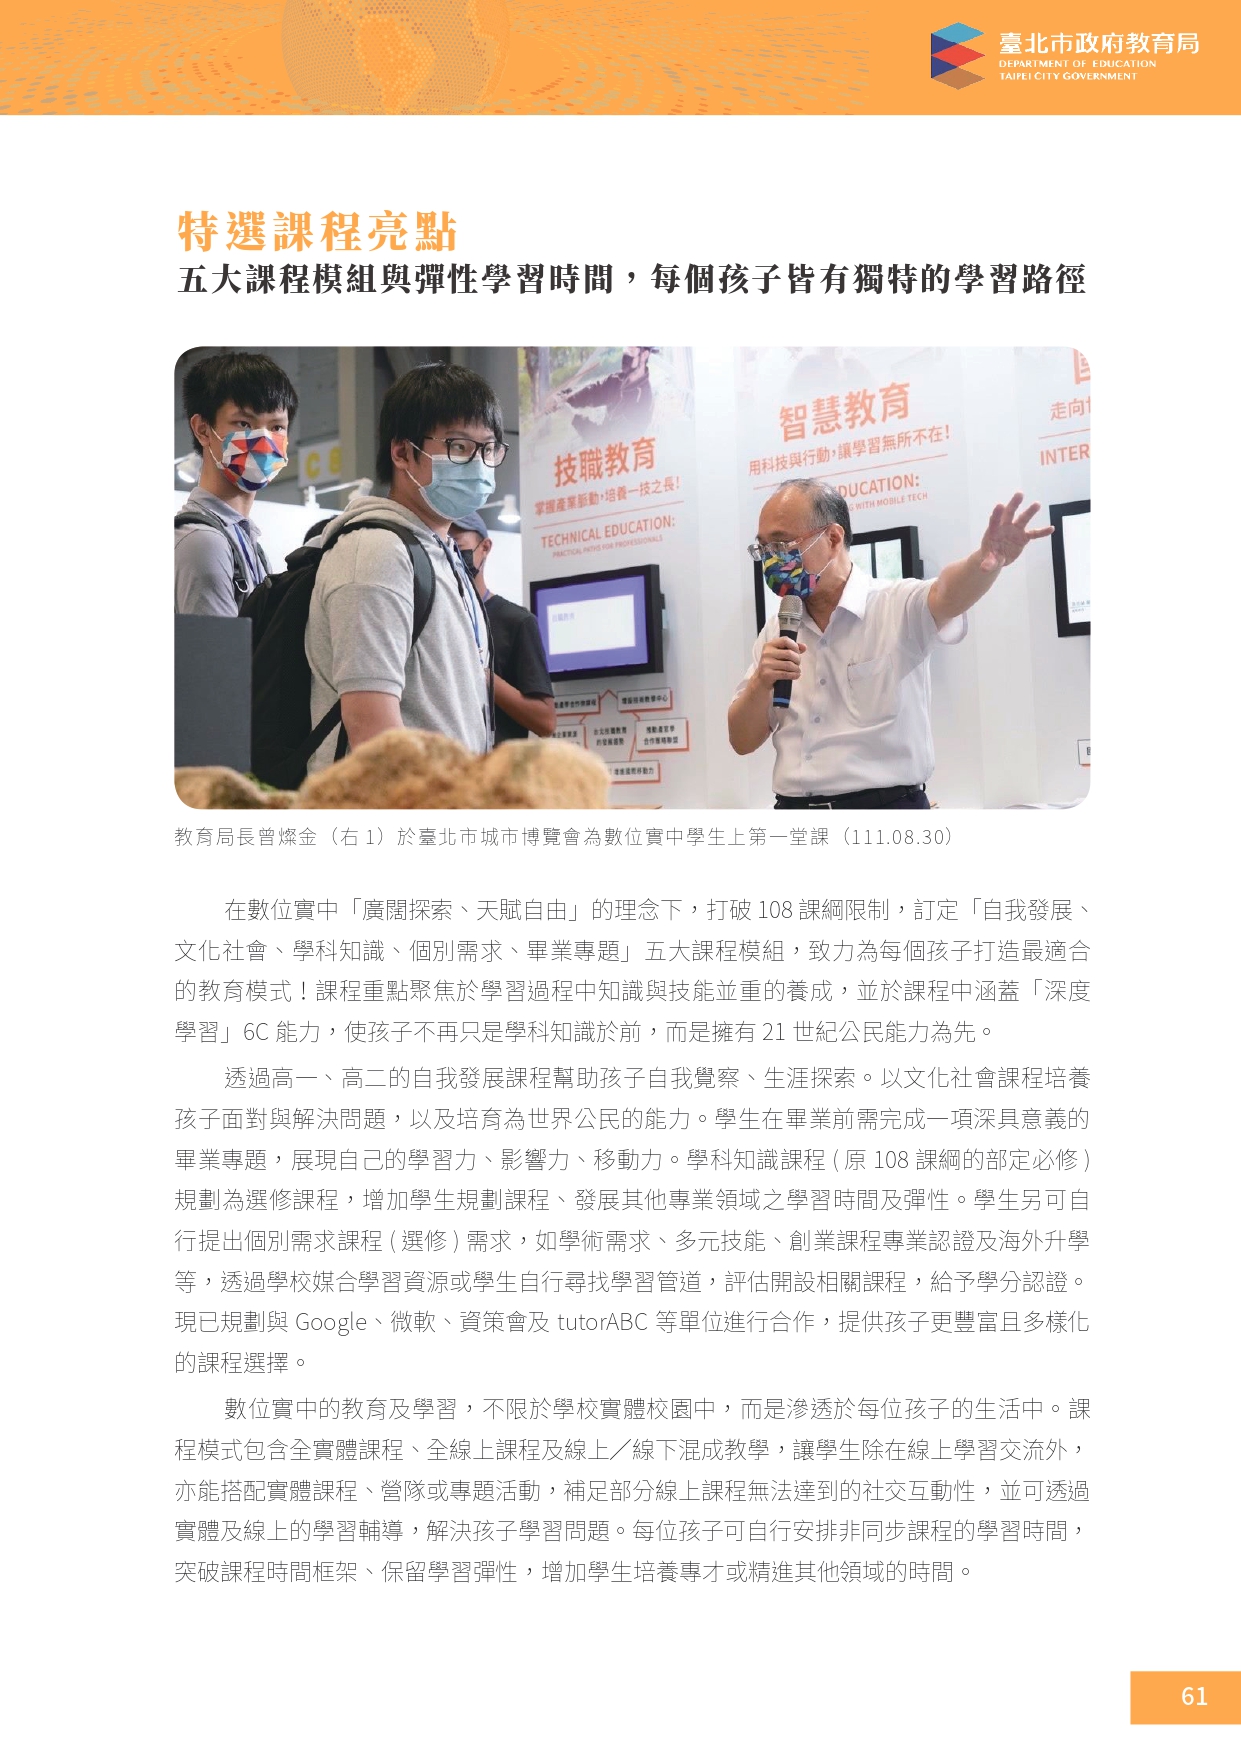 臺北市政府教育局
DEPARTMENT OF EDUCATION
TAIPEI CITY GOVERNMENT
特選課程亮點
五大課程模組與彈性學習時間，每個孩子皆有獨特的學習路徑
技職教育
掌握產業脈動，培養一技之長！
TECHNICAL EDUCATION:
PRACTICAL PATHS FOR PROFESSIONALS
智慧教育
用科技與行動，讓學習無所不在！
EDUCATION:
WITH MOBILE TECH
走向
INTER
教育局長曾燦金（右 1）於臺北市城市博覽會為數位實中學生上第一堂課（111.08.30）
在數位實中「廣闊探索、天賦自由」的理念下，打破 108 課綱限制，訂定「自我發展、
文化社會、學科知識、個別需求、畢業專題」五大課程模組，致力為每個孩子打造最適合
的教育模式！課程重點聚焦於學習過程中知識與技能並重的養成，並於課程中涵蓋「深度
學習」6C 能力，使孩子不再只是學科知識於前，而是擁有 21 世紀公民能力為先。
透過高一、高二的自我發展課程幫助孩子自我覺察、生涯探索。以文化社會課程培養
孩子面對與解決問題，以及培育為世界公民的能力。學生在畢業前需完成一項深具意義的
畢業專題，展現自己的學習力、影響力、移動力。學科知識課程 ( 原 108 課綱的部定必修 )
規劃為選修課程，增加學生規劃課程、發展其他專業領域之學習時間及彈性。學生另可自
行提出個別需求課程 ( 選修 ) 需求，如學術需求、多元技能、創業課程專業認證及海外升學
等，透過學校媒合學習資源或學生自行尋找學習管道，評估開設相關課程，給予學分認證。
現已規劃與 Google、微軟、資策會及 tutorABC 等單位進行合作，提供孩子更豐富且多樣化
的課程選擇。
數位實中的教育及學習，不限於學校實體校園中，而是滲透於每位孩子的生活中。課
程模式包含全實體課程、全線上課程及線上／線下混成教學，讓學生除在線上學習交流外，
亦能搭配實體課程、營隊或專題活動，補足部分線上課程無法達到的社交互動性，並可透過
實體及線上的學習輔導，解決孩子學習問題。每位孩子可自行安排非同步課程的學習時間，
突破課程時間框架、保留學習彈性，增加學生培養專才或精進其他領域的時間。
61